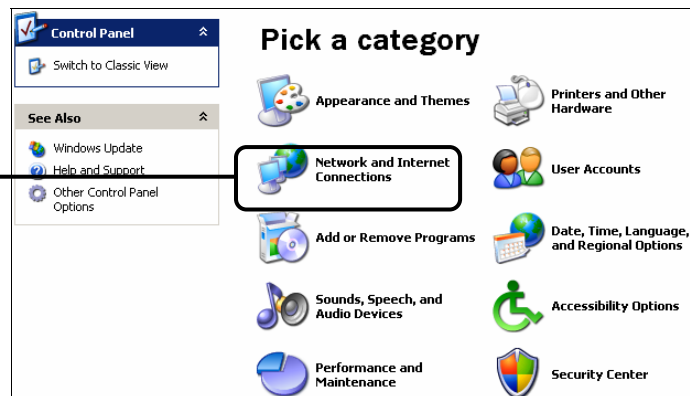 Control Panel
Switch to Classic View
See Also
Windows Update
Help and Support
Other Control Panel
Options
Pick a category
Appearance and Themes
Printers and Other
Hardware
Network and Internet
Connections
User Accounts
Add or Remove Programs
Date, Time, Language,
and Regional Options
Sounds, Speech, and
Audio Devices
Accessibility Options
Performance and
Maintenance
Security Center